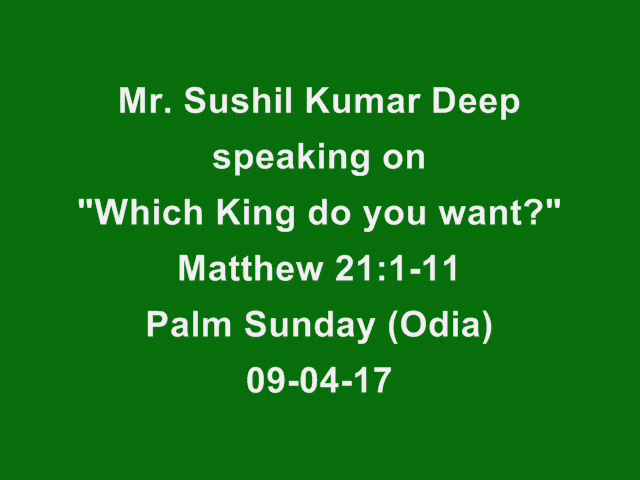 Mr. Sushil Kumar Deep
speaking on
"Which King do you want?"
Matthew 21:1-11
Palm Sunday (Odia)
09-04-17